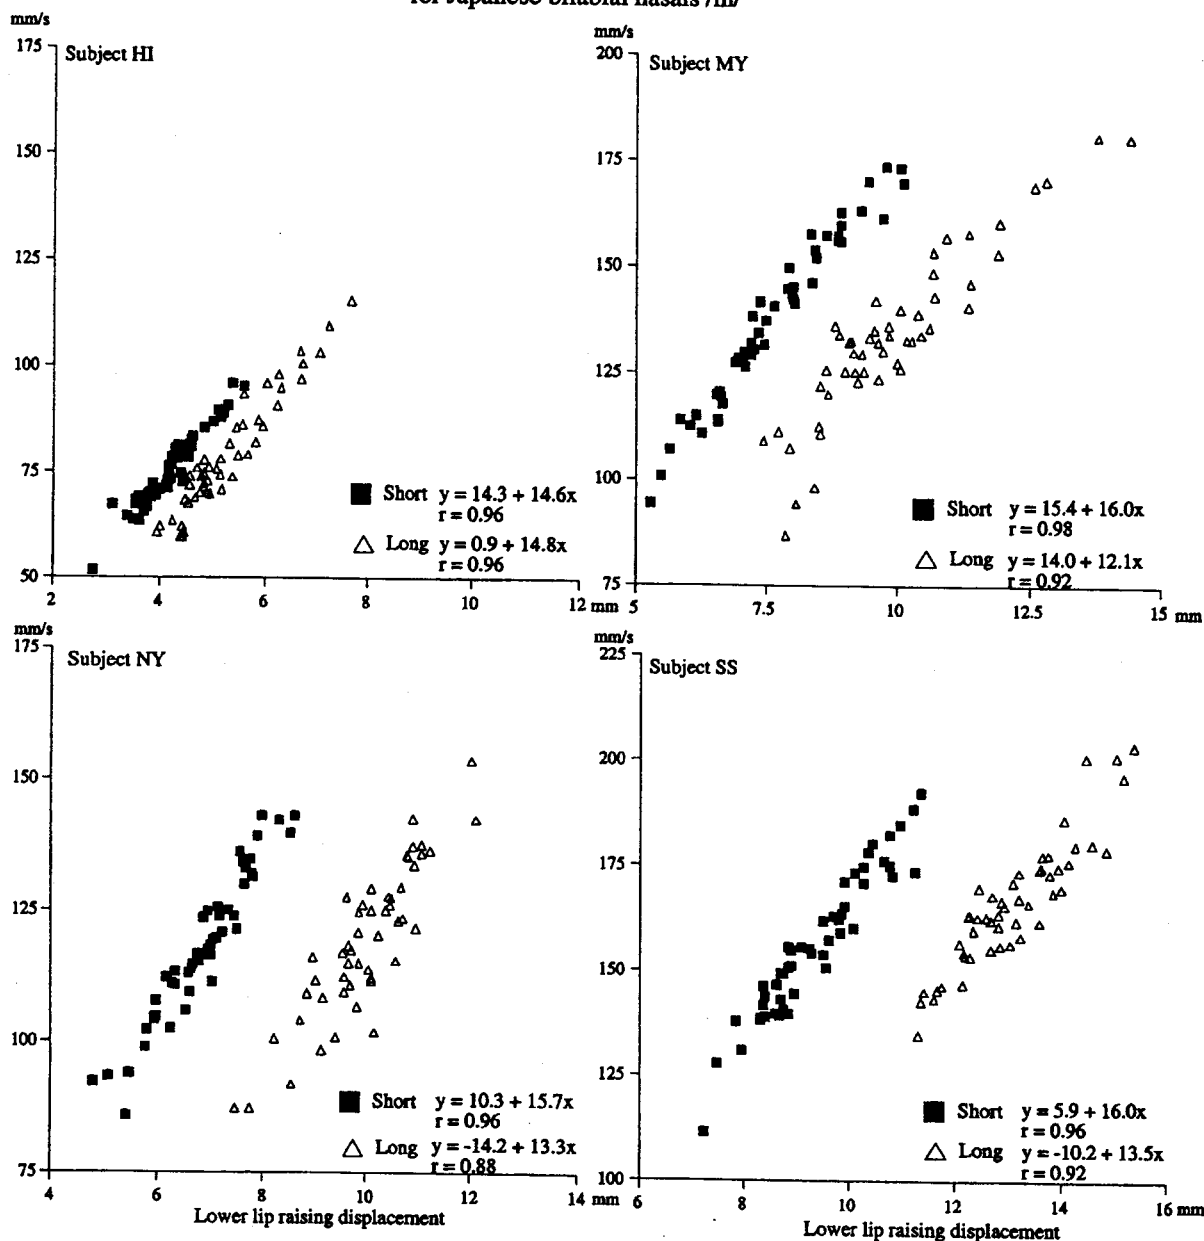 for Japanese bilabial nasals /m/
mm/s
175
150
125
100
75
50
Subject HI
Short y = 14.3 + 14.6x
r = 0.96
Long y = 0.9 + 14.8x
r = 0.96
2 4 6 8 10 12 mm
mm/s
200
175
150
125
100
75
Subject MY
Short y = 15.4 + 16.0x
r = 0.98
Long y = 14.0 + 12.1x
r = 0.92
5 7.5 10 12.5 15 mm
mm/s
175
150
125
100
75
Subject NY
Short y = 10.3 + 15.7x
r = 0.96
Long y = -14.2 + 13.3x
r = 0.88
4 6 8 10 12 14 mm
Lower lip raising displacement
mm/s
225
200
175
150
125
100
Subject SS
Short y = 5.9 + 16.0x
r = 0.96
Long y = -10.2 + 13.5x
r = 0.92
6 8 10 12 14 16 mm
Lower lip raising displacement